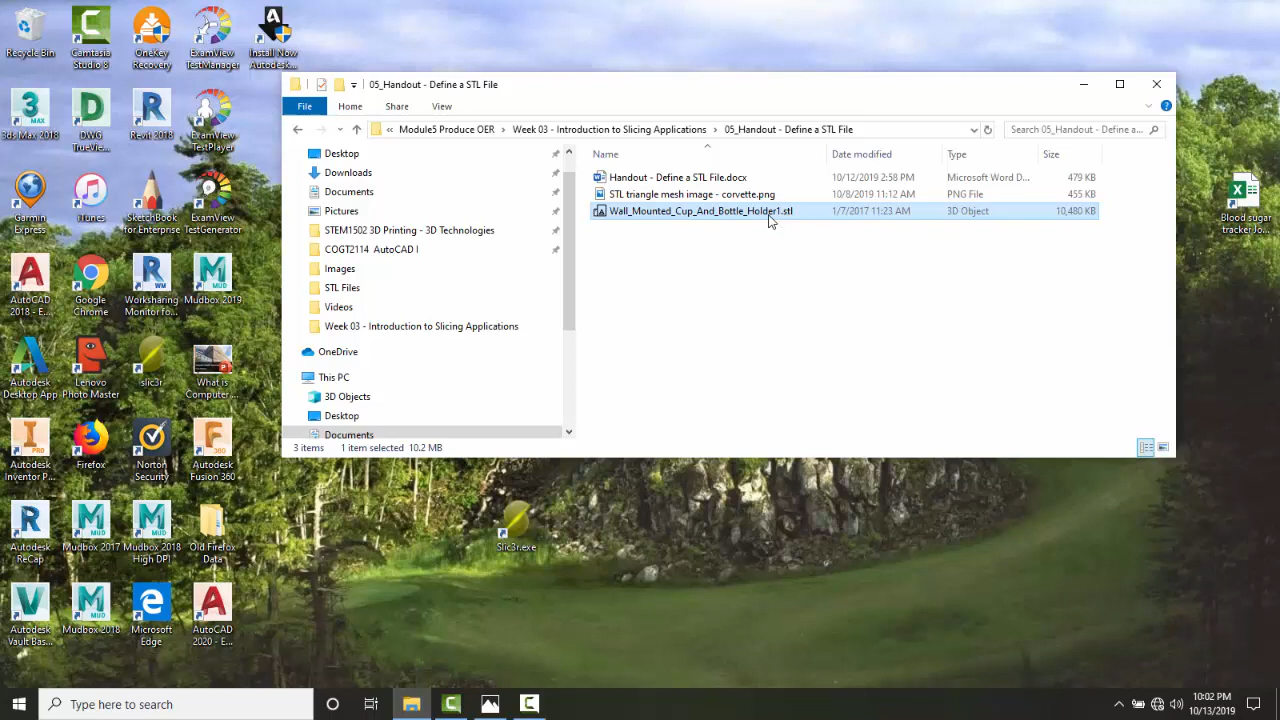 Recycle Bin
Camtasia
Studio 8
OneKey
Recovery
ExamView
TestManager
Install Now
Autodesk...
3ds Max 2018
DWG
TrueView...
Revit 2018
ExamView
TestPlayer
Garmin
Express
iTunes
SketchBook
for Enterprise
ExamView
TestGenerator
AutoCAD
2018 - E...
Google
Chrome
Worksharing
Monitor fo...
Mudbox 2019
Autodesk
Desktop App
Lenovo
Photo Master
slic3r
What is
Computer ...
Autodesk
Inventor P...
Firefox
Norton
Security
Autodesk
Fusion 360
Autodesk
ReCap
Mudbox 2017
Mudbox 2018
High DPI
Old Firefox
Data
Autodesk
Vault Bas...
Mudbox 2018
Microsoft
Edge
AutoCAD
2020 - E...
05_Handout - Define a STL File
File
Home
Share
View
« Module5 Produce OER > Week 03 - Introduction to Slicing Applications > 05_Handout - Define a STL File
Search 05_Handout - Define a...
Desktop
Downloads
Documents
Pictures
STEM1502 3D Printing - 3D Technologies
COGT2114 AutoCAD I
Images
STL Files
Videos
Week 03 - Introduction to Slicing Applications
OneDrive
This PC
3D Objects
Desktop
Documents
Name Date modified Type Size
Handout - Define a STL File.docx 10/12/2019 2:58 PM Microsoft Word D... 479 KB
STL triangle mesh image - corvette.png 10/8/2019 11:12 AM PNG File 455 KB
Wall_Mounted_Cup_And_Bottle_Holder1.stl 1/7/2017 11:23 AM 3D Object 10,480 KB
3 items 1 item selected 10.2 MB
Slic3r.exe
Blood sugar
tracker Jo...
Type here to search
10:02 PM
10/13/2019